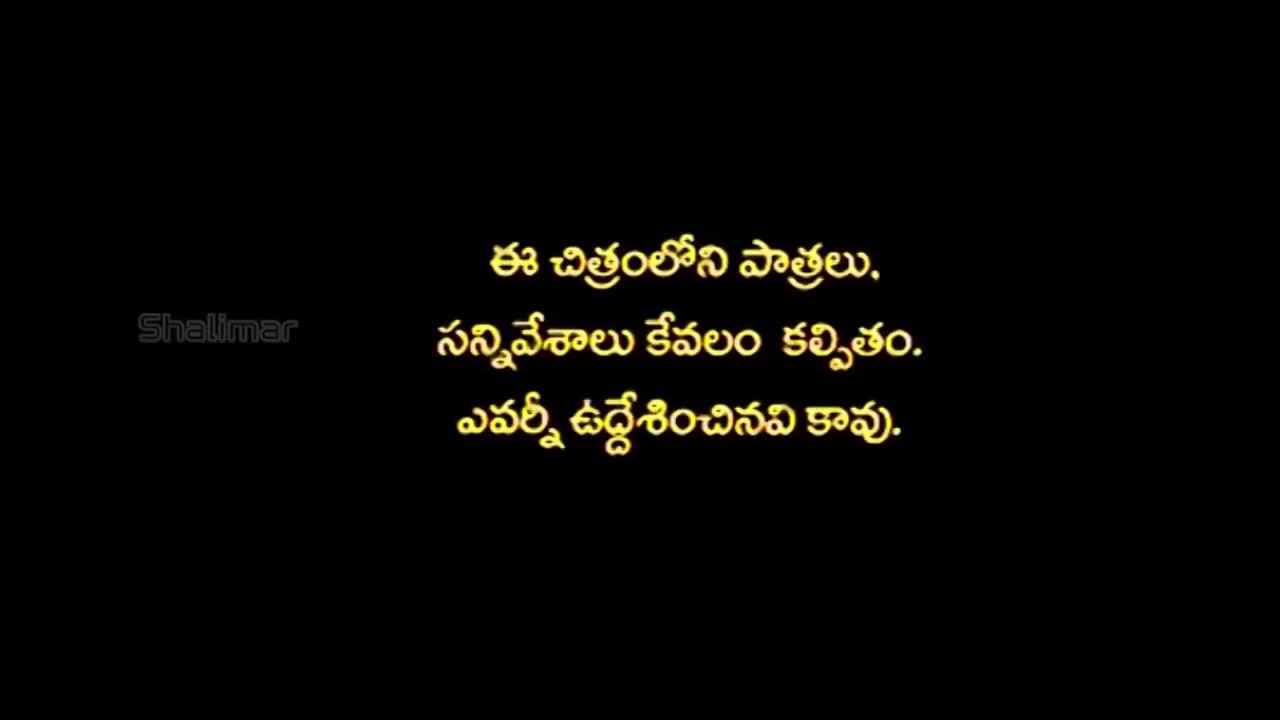 ఈ చిత్రంలోని పాత్రలు.
Shalimar
సన్నివేశాలు కేవలం కల్పితం.
ఎవర్నీ ఉద్దేశించినవి కావు.